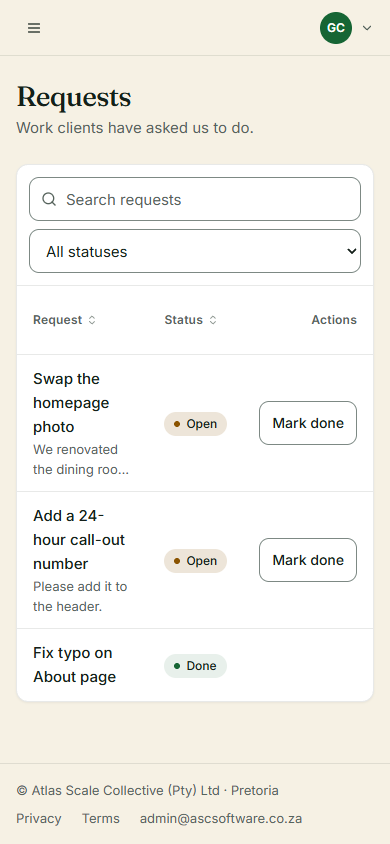 GC
Requests
Work clients have asked us to do.
Search requests
All statuses
Request Status Actions
Swap the
homepage
photo
We renovated
the dining roo...
Open
Mark done
Add a 24-
hour call-out
number
Please add it to
the header.
Open
Mark done
Fix typo on
About page
Done
© Atlas Scale Collective (Pty) Ltd · Pretoria
Privacy Terms admin@ascsoftware.co.za